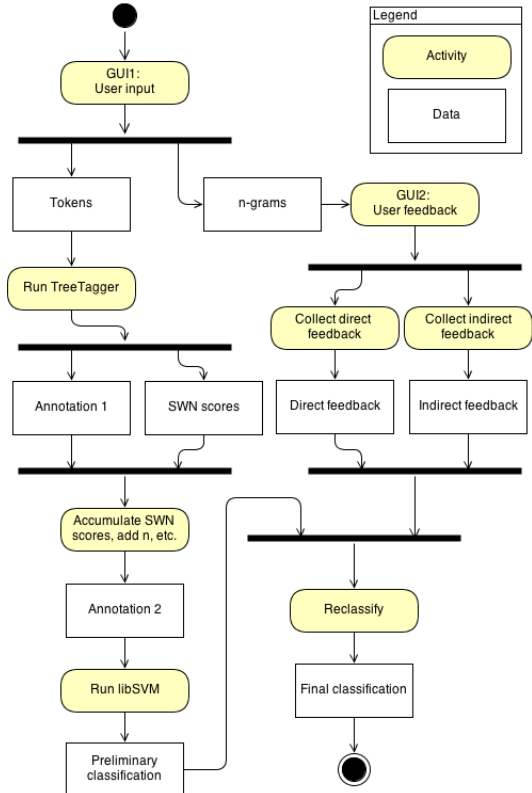 Legend
Activity
Data
GUI1:
User input
Tokens
n-grams
GUI2:
User feedback
Run TreeTagger
Collect direct
feedback
Collect indirect
feedback
Annotation 1
SWN scores
Direct feedback
Indirect feedback
Accumulate SWN
scores, add n, etc.
Annotation 2
Reclassify
Run libSVM
Final classification
Preliminary
classification